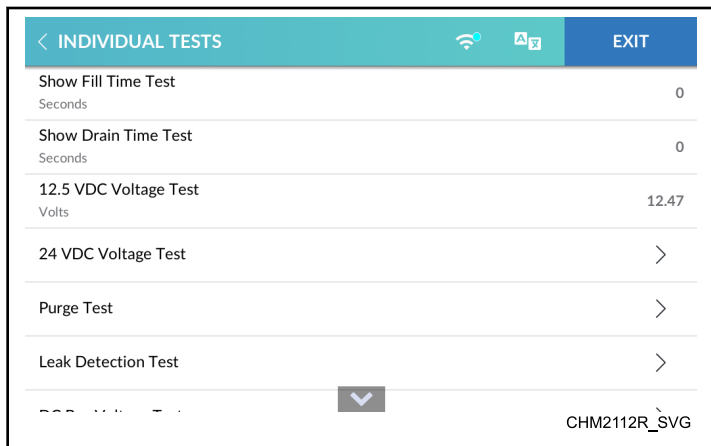 INDIVIDUAL TESTS
EXIT
Show Fill Time Test
Seconds
0
Show Drain Time Test
Seconds
0
12.5 VDC Voltage Test
Volts
12.47
24 VDC Voltage Test
Purge Test
Leak Detection Test
CHM2112R_SVG